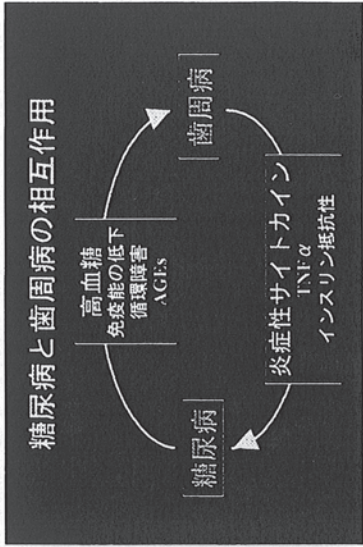 糖尿病と歯周病の相互作用
高血糖
免疫能の低下
循環障害
AGEs
歯周病
糖尿病
炎症性サイトカイン
TNFα
インスリン抵抗性